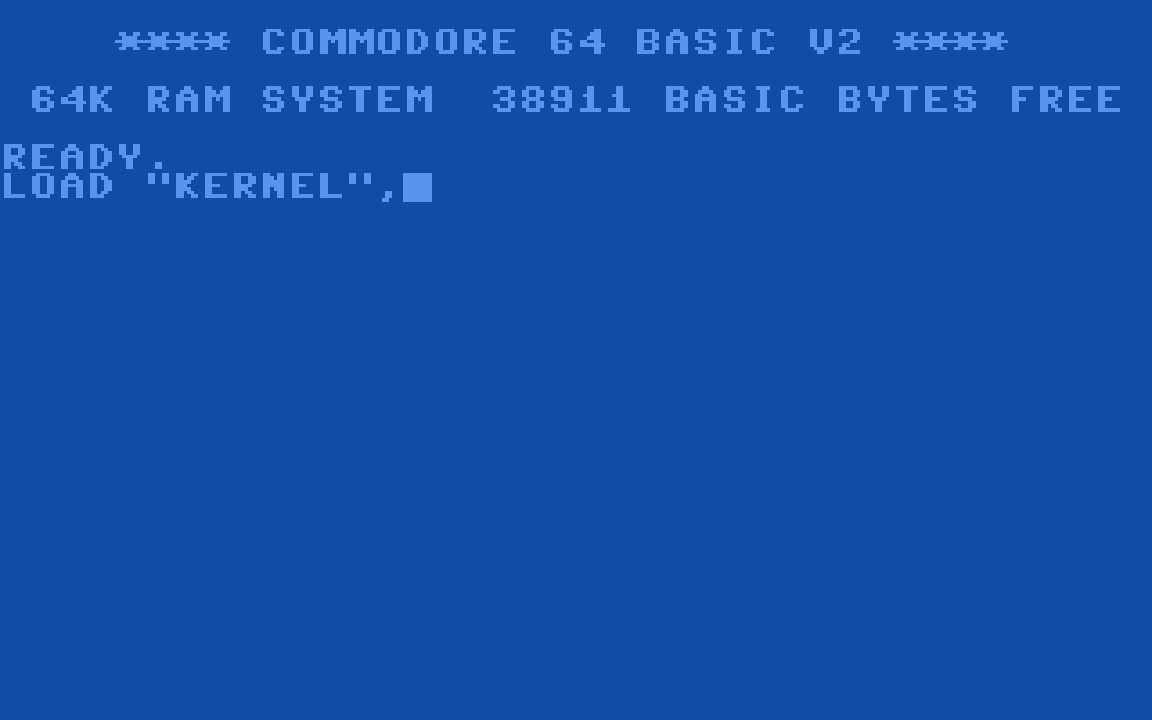 **** COMMODORE 64 BASIC V2 ****
64K RAM SYSTEM  38911 BASIC BYTES FREE
READY.
LOAD "KERNEL",